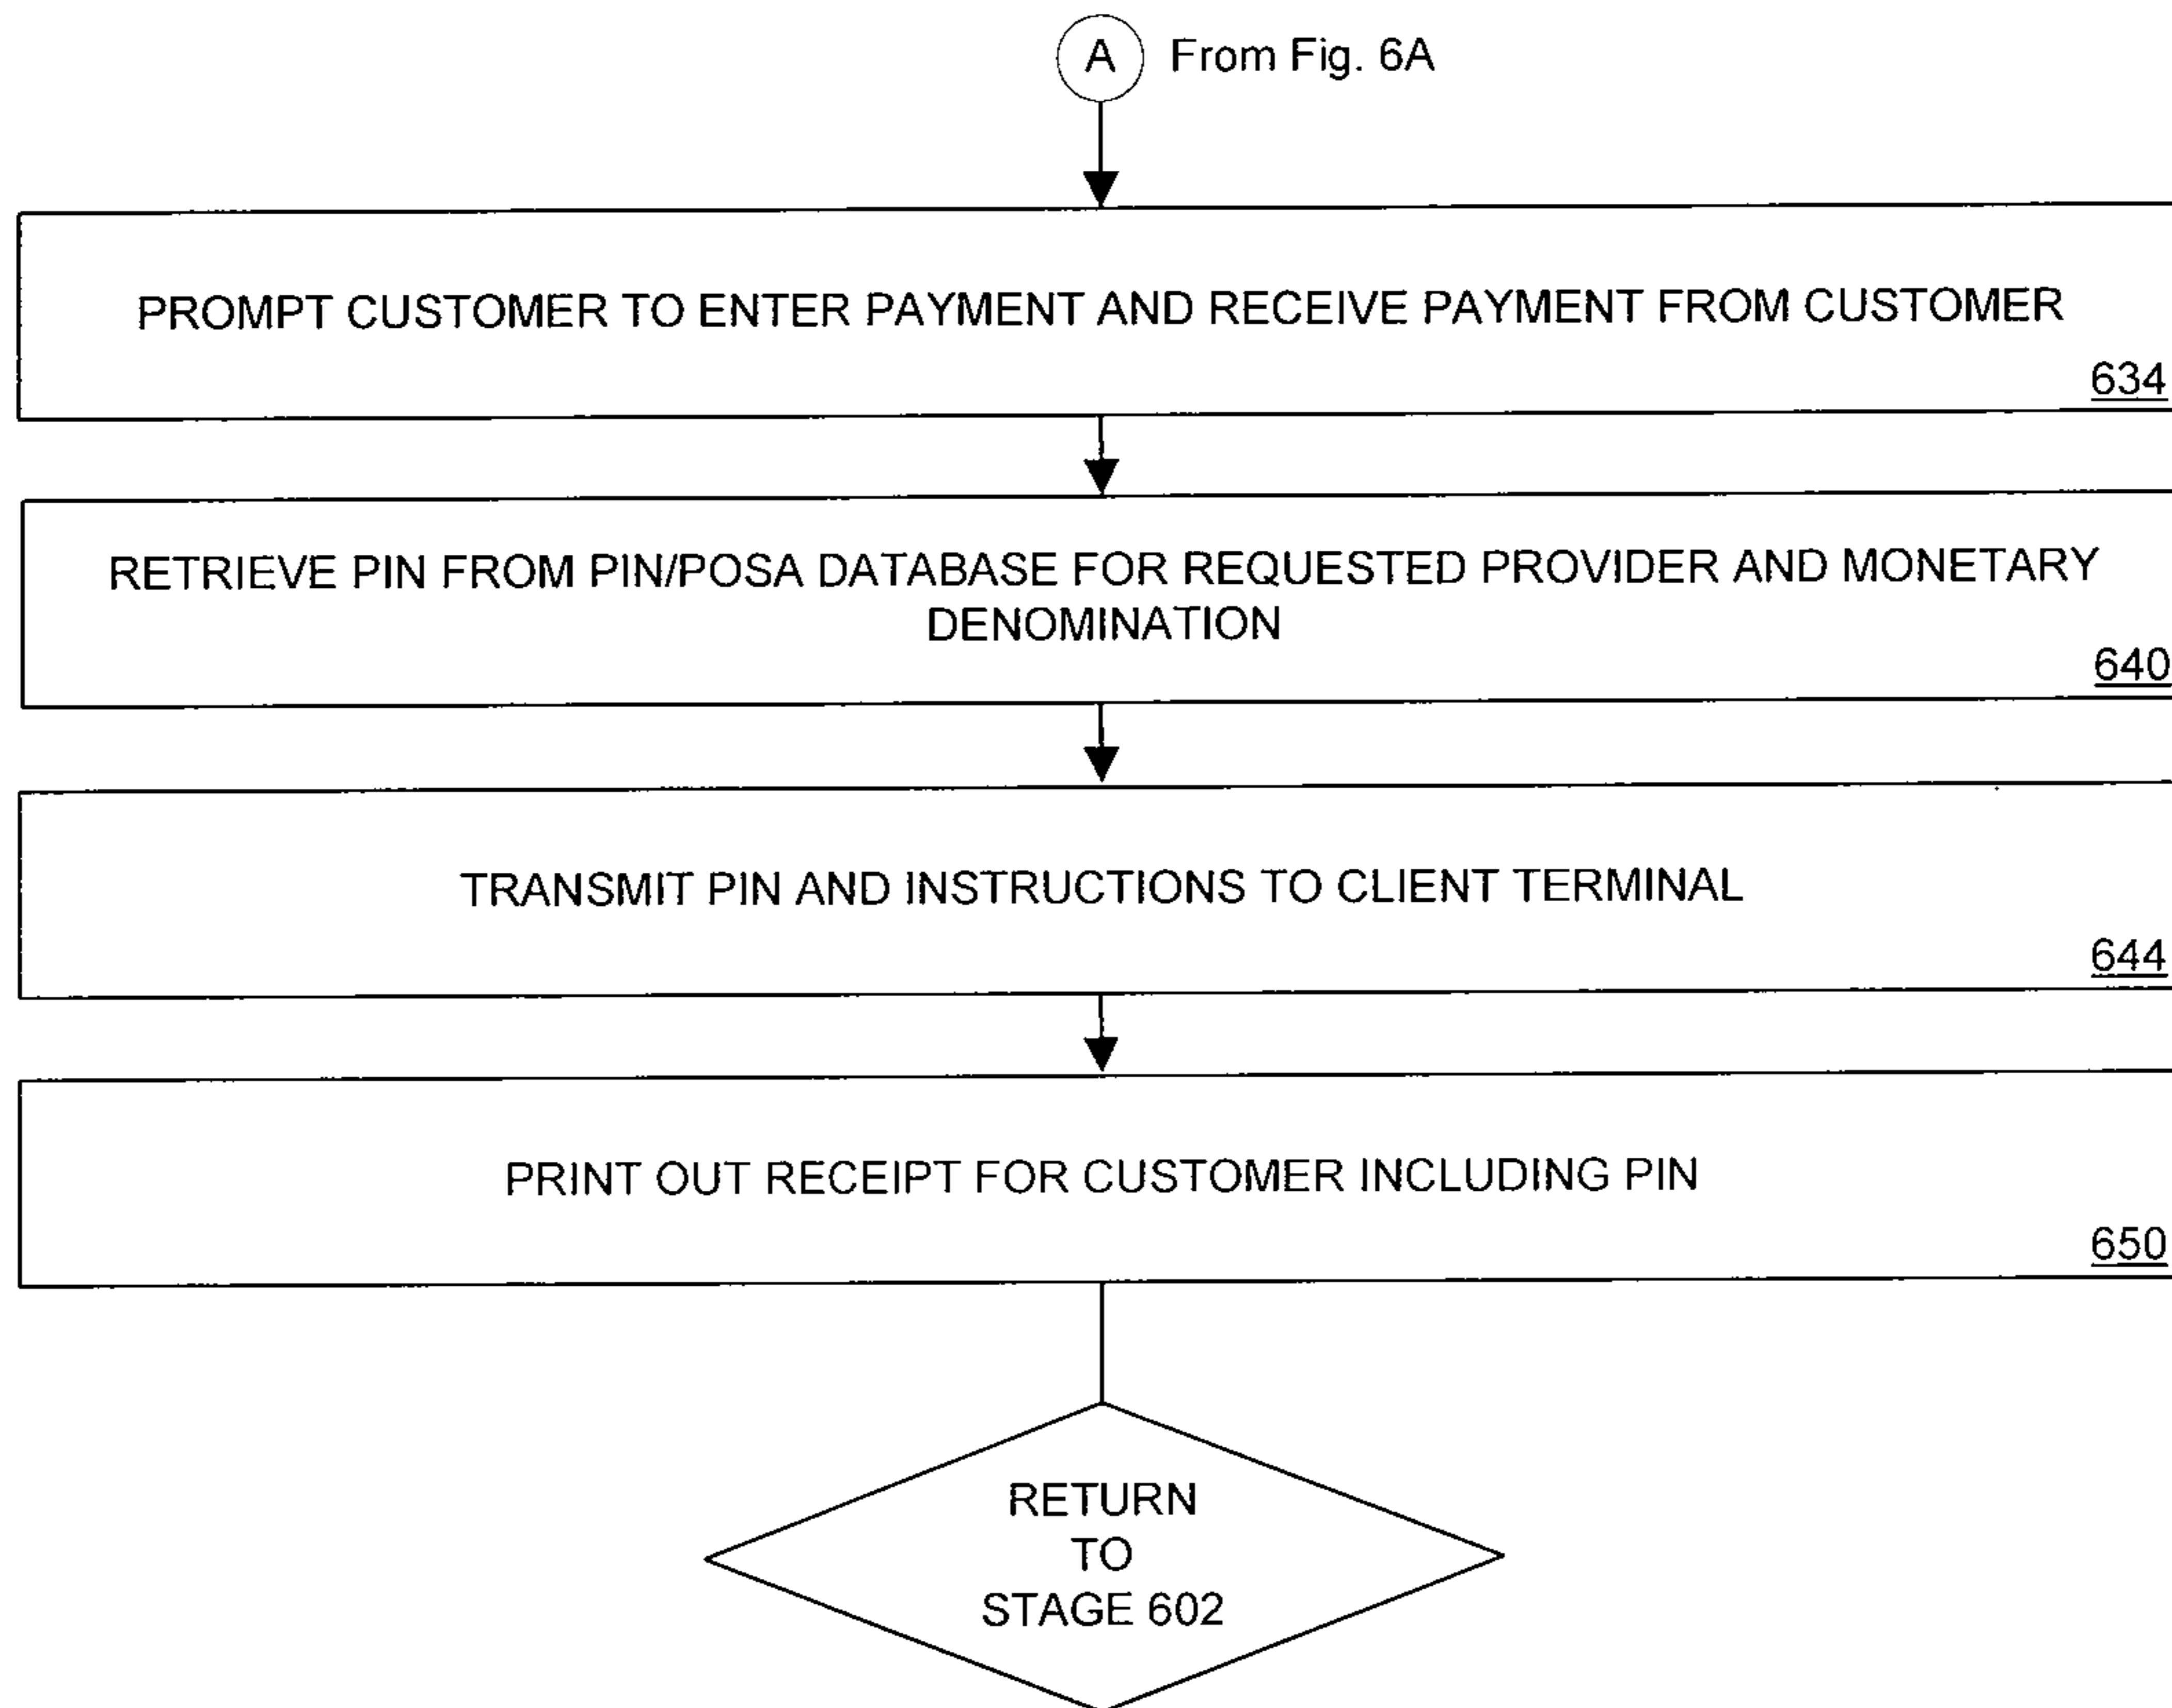 A From Fig. 6A
PROMPT CUSTOMER TO ENTER PAYMENT AND RECEIVE PAYMENT FROM CUSTOMER
634
RETRIEVE PIN FROM PIN/POSA DATABASE FOR REQUESTED PROVIDER AND MONETARY
DENOMINATION
640
TRANSMIT PIN AND INSTRUCTIONS TO CLIENT TERMINAL
644
PRINT OUT RECEIPT FOR CUSTOMER INCLUDING PIN
650
RETURN
TO
STAGE 602